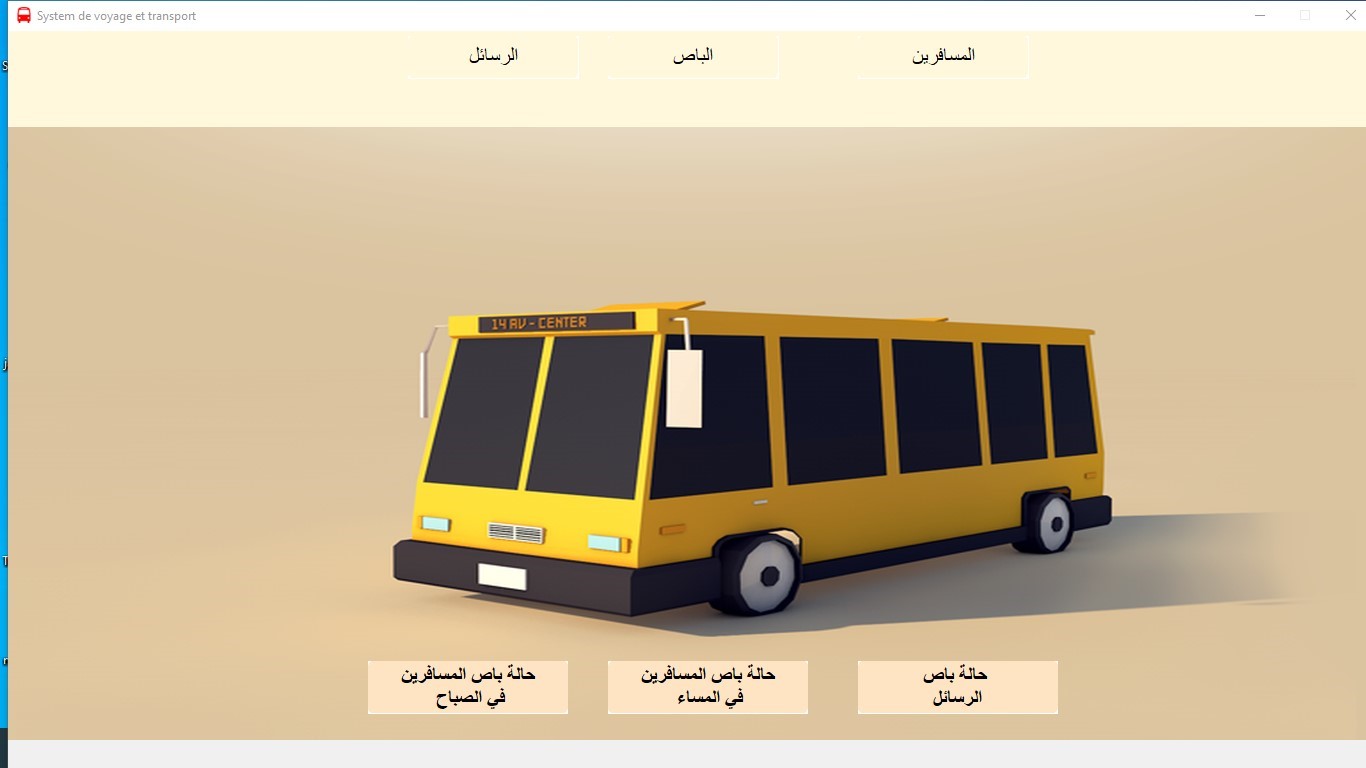 System de voyage et transport
المسافرين
الباص
الرسائل
14 AV - CENTER
حالة باص
الرسائل
حالة باص المسافرين
في المساء
حالة باص المسافرين
في الصباح